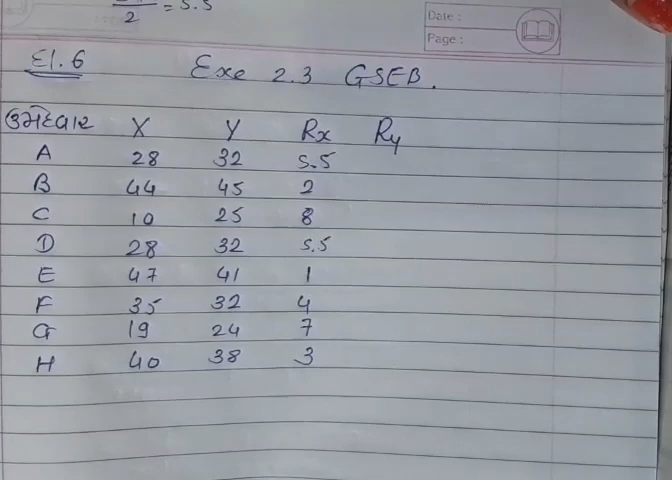 2 = 5.5
Date :
Page :
દા.6 Exe 2.3 GSEB.
ઉમેદવાર X Y Rx Ry
A 28 32 5.5
B 44 45 2
C 10 25 8
D 28 32 5.5
E 47 41 1
F 35 32 4
G 19 24 7
H 40 38 3